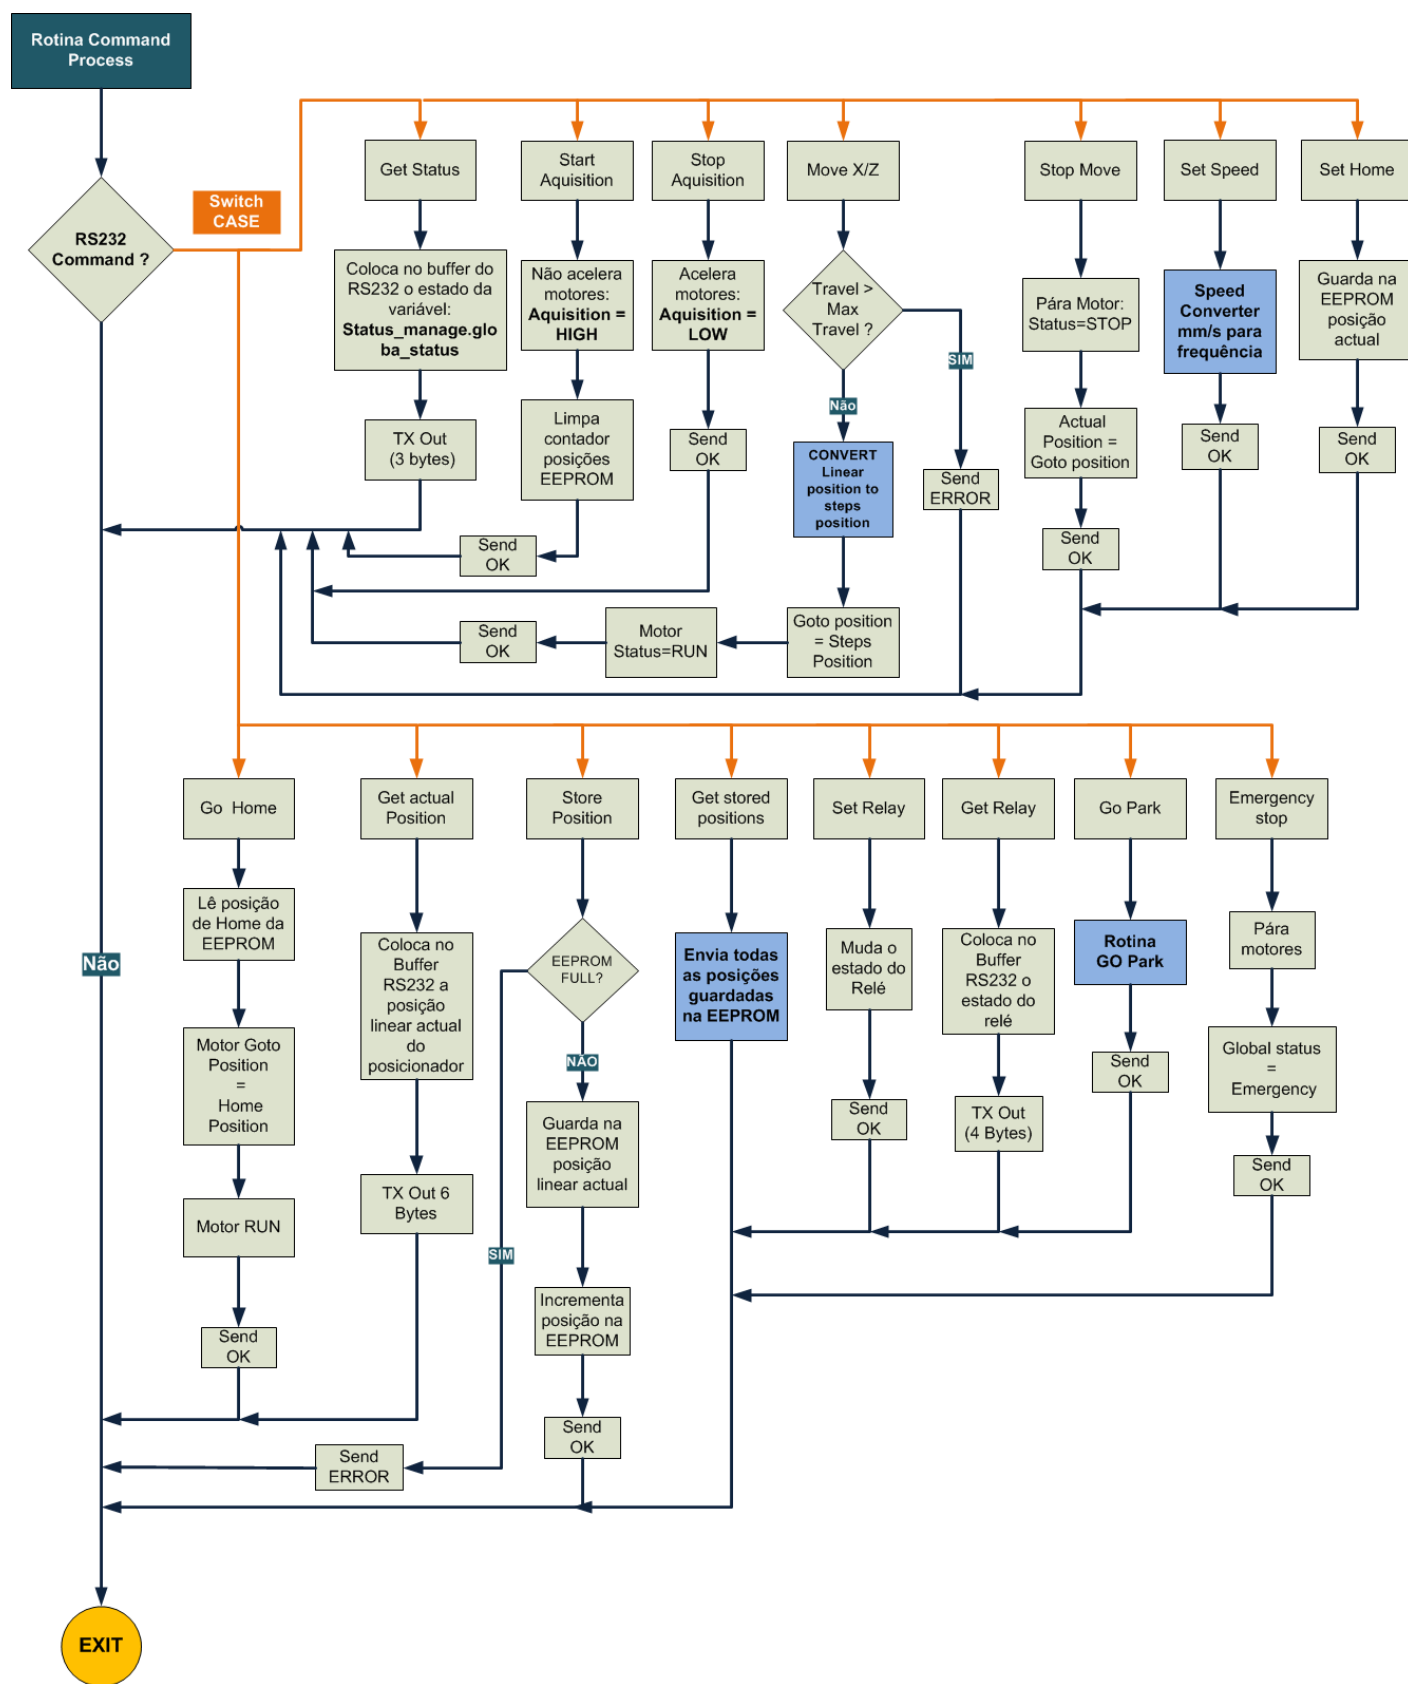 Rotina Command
Process
RS232
Command ?
Switch
CASE
Get Status
Coloca no buffer do
RS232 o estado da
variável:
Status_manage.glo
ba_status
TX Out
(3 bytes)
Start
Aquisition
Não acelera
motores:
Aquisition =
HIGH
Limpa
contador
posições
EEPROM
Send
OK
Stop
Aquisition
Acelera
motores:
Aquisition =
LOW
Send
OK
Move X/Z
Travel >
Max
Travel ?
SIM
Não
Send
ERROR
CONVERT
Linear
position to
steps
position
Goto position
= Steps
Position
Motor
Status=RUN
Send
OK
Stop Move
Pára Motor:
Status=STOP
Actual
Position =
Goto position
Send
OK
Set Speed
Speed
Converter
mm/s para
frequência
Send
OK
Set Home
Guarda na
EEPROM
posição
actual
Send
OK
Não
Go Home
Lê posição
de Home da
EEPROM
Motor Goto
Position
=
Home
Position
Motor RUN
Send
OK
Get actual
Position
Coloca no
Buffer
RS232 a
posição
linear actual
do
posicionador
TX Out 6
Bytes
Store
Position
EEPROM
FULL?
NÃO
SIM
Guarda na
EEPROM
posição
linear actual
Incrementa
posição na
EEPROM
Send
OK
Send
ERROR
Get stored
positions
Envia todas
as posições
guardadas
na EEPROM
Set Relay
Muda o
estado do
Relé
Send
OK
Get Relay
Coloca no
Buffer
RS232 o
estado do
relé
TX Out
(4 Bytes)
Go Park
Rotina
GO Park
Send
OK
Emergency
stop
Pára
motores
Global status
=
Emergency
Send
OK
EXIT